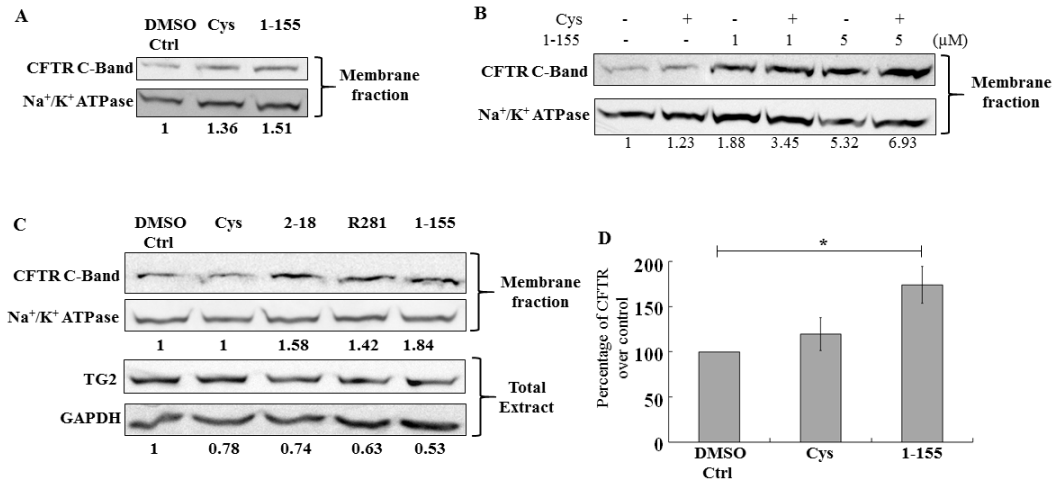 A
DMSO Ctrl Cys 1-155
CFTR C-Band
Na⁺/K⁺ ATPase
Membrane fraction
1 1.36 1.51
B
Cys - + - + - +
1-155 - - 1 1 5 5 (µM)
CFTR C-Band
Na⁺/K⁺ ATPase
Membrane fraction
1 1.23 1.88 3.45 5.32 6.93
C
DMSO Ctrl Cys 2-18 R281 1-155
CFTR C-Band
Na⁺/K⁺ ATPase
Membrane fraction
1 1 1.58 1.42 1.84
TG2
GAPDH
Total Extract
1 0.78 0.74 0.63 0.53
D
*
Percentage of CFTR over control
200
150
100
50
0
DMSO Ctrl Cys 1-155